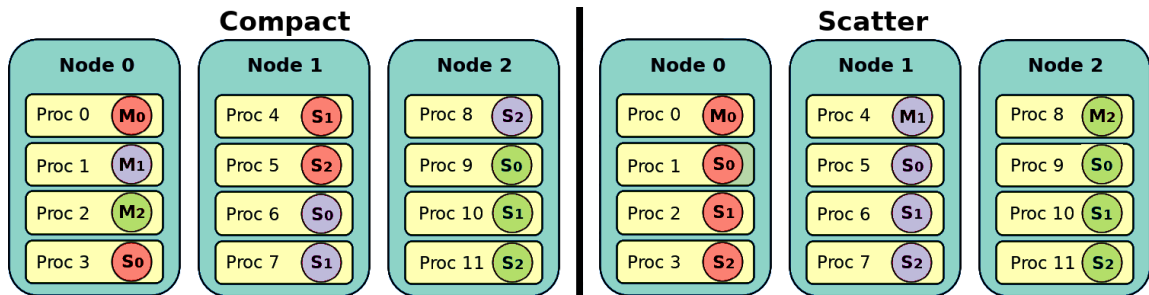 Compact
Node 0
Proc 0 M0
Proc 1 M1
Proc 2 M2
Proc 3 S0
Node 1
Proc 4 S1
Proc 5 S2
Proc 6 S0
Proc 7 S1
Node 2
Proc 8 S2
Proc 9 S0
Proc 10 S1
Proc 11 S2
Scatter
Node 0
Proc 0 M0
Proc 1 S0
Proc 2 S1
Proc 3 S2
Node 1
Proc 4 M1
Proc 5 S0
Proc 6 S1
Proc 7 S2
Node 2
Proc 8 M2
Proc 9 S0
Proc 10 S1
Proc 11 S2